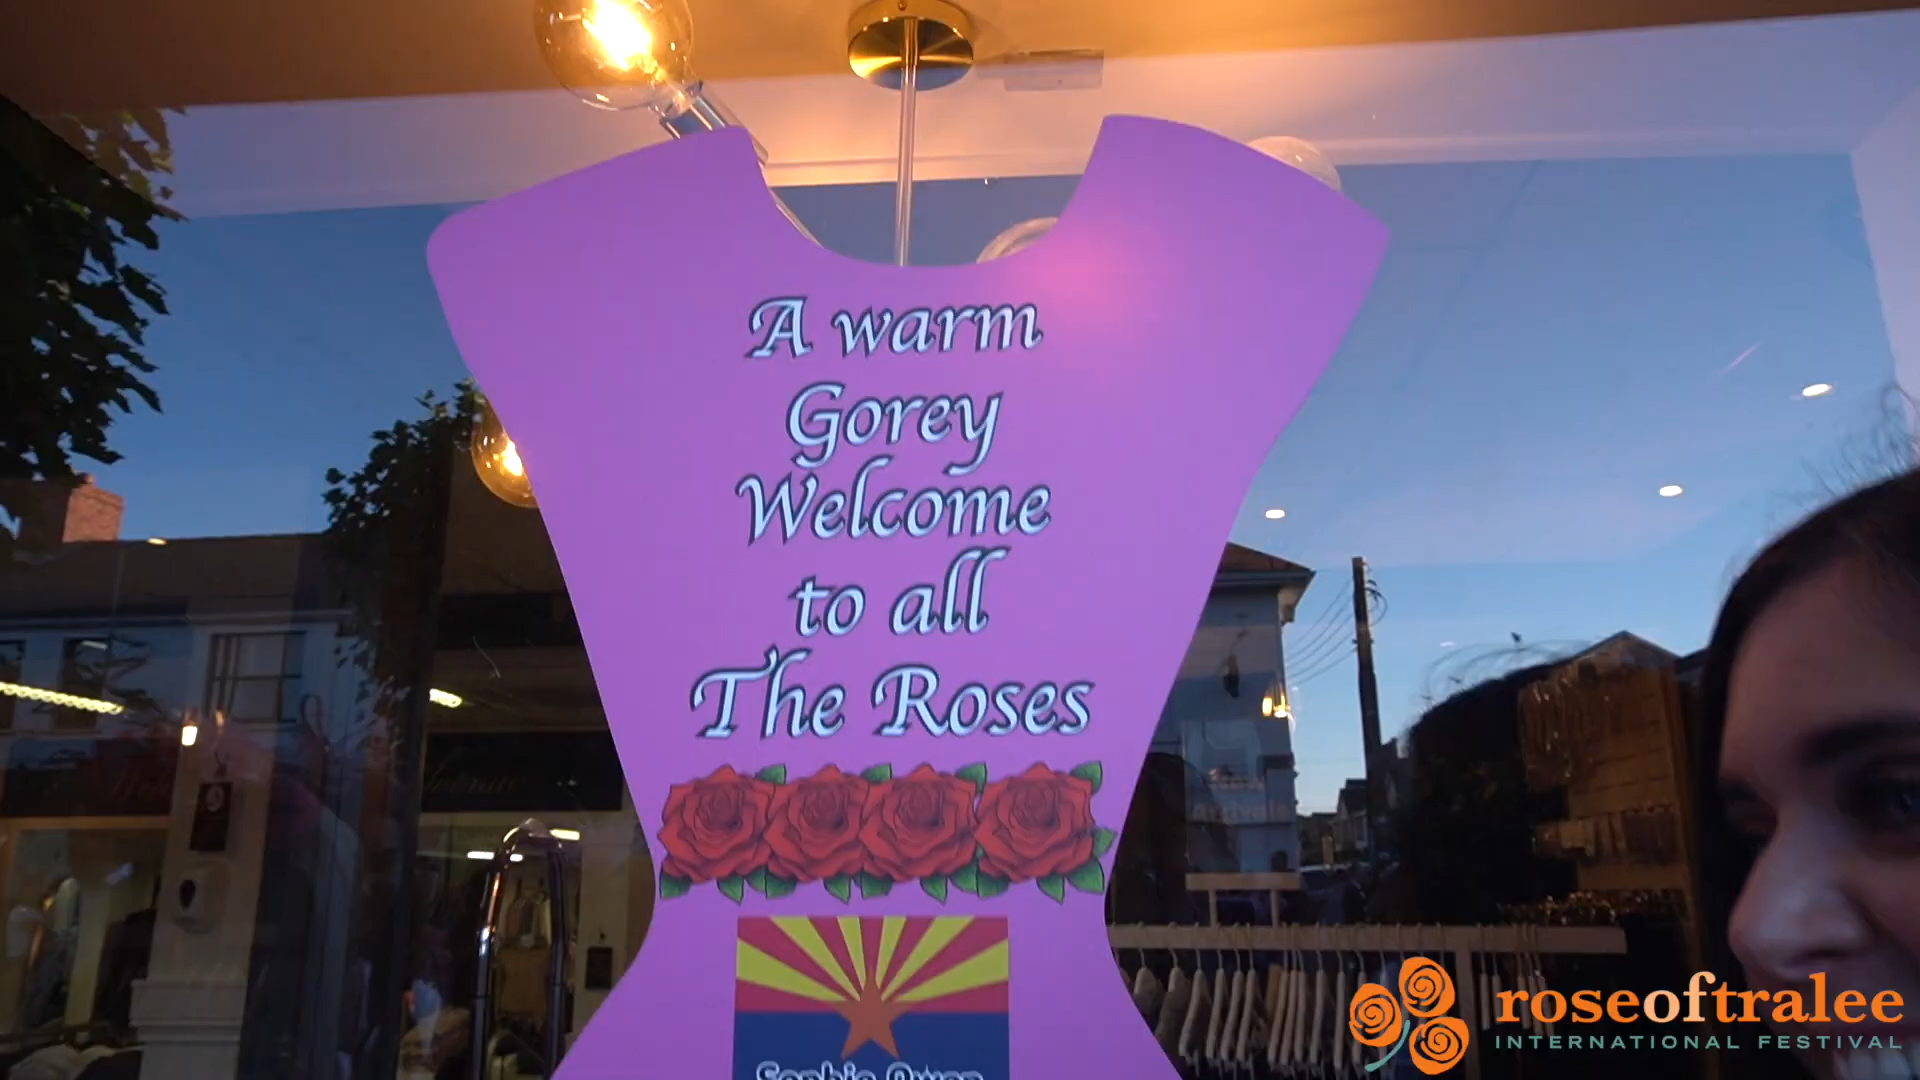 A warm
Gorey
Welcome
to all
The Roses
roseoftralee
INTERNATIONAL FESTIVAL